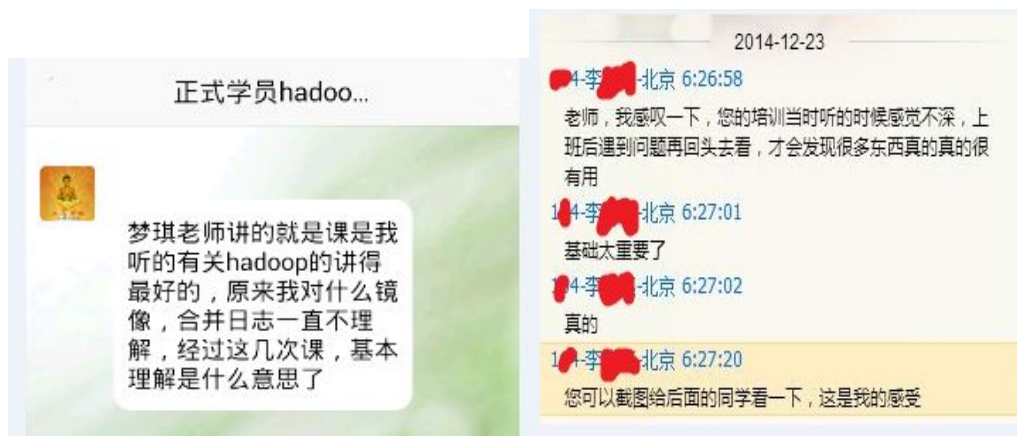 正式学员hadoo...
梦琪老师讲的就是课是我
听的有关hadoop的讲得
最好的，原来我对什么镜
像，合并日志一直不理
解，经过这几次课，基本
理解是什么意思了
2014-12-23
4-李 -北京 6:26:58
老师，我感叹一下，您的培训当时听的时候感觉不深，上
班后遇到问题再回头去看，才会发现很多东西真的真的很
有用
1 4-李 -北京 6:27:01
基础太重要了
1 4-李 -北京 6:27:02
真的
1 4-李 -北京 6:27:20
您可以截图给后面的同学看一下，这是我的感受